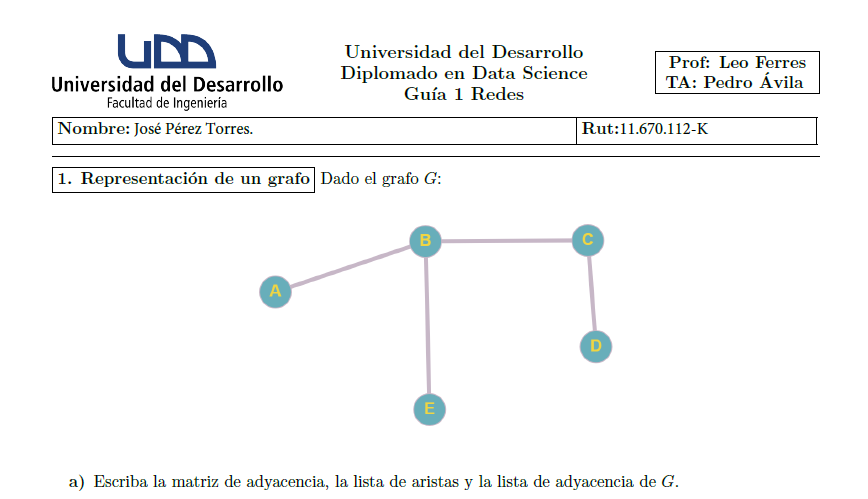 UDD
Universidad del Desarrollo
Facultad de Ingeniería
Universidad del Desarrollo
Diplomado en Data Science
Guía 1 Redes
Prof: Leo Ferres
TA: Pedro Ávila
Nombre: José Pérez Torres.
Rut:11.670.112-K
1. Representación de un grafo Dado el grafo G:
B
C
A
D
E
a) Escriba la matriz de adyacencia, la lista de aristas y la lista de adyacencia de G.